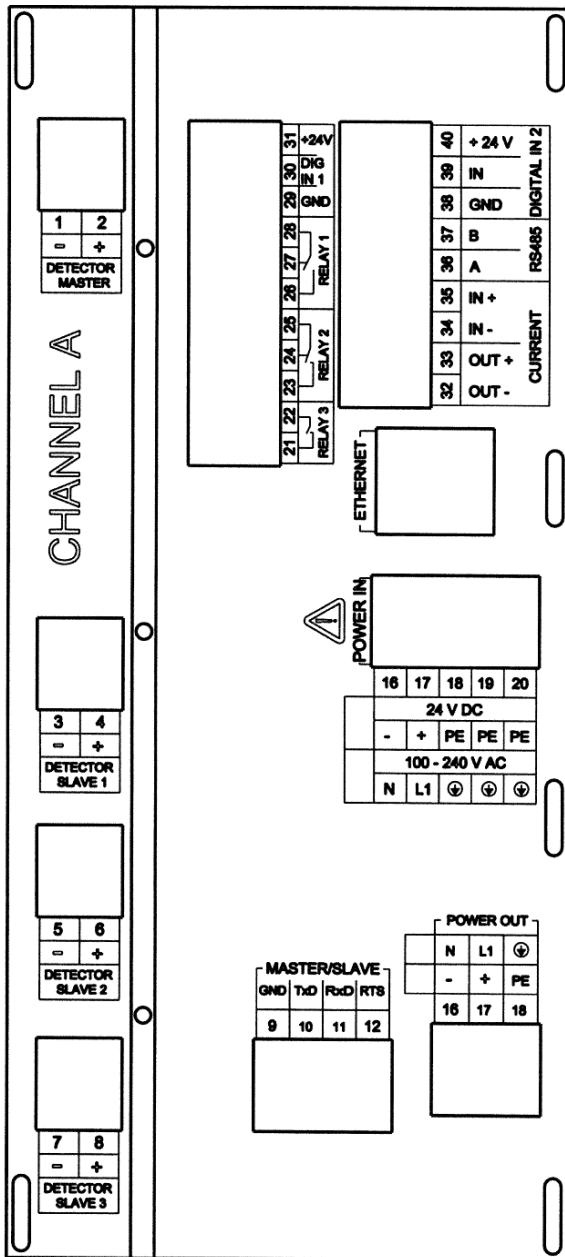 1 2
- +
DETECTOR
MASTER
CHANNEL A
3 4
- +
DETECTOR
SLAVE 1
5 6
- +
DETECTOR
SLAVE 2
7 8
- +
DETECTOR
SLAVE 3
31 +24V
30 DIG
IN 1
29 GND
28
27
26
RELAY 1
25
24
23
RELAY 2
22
21
RELAY 3
40 + 24 V
39 IN
38 GND
DIGITAL IN 2
37 B
36 A
RS485
35 IN +
34 IN -
33 OUT +
32 OUT -
CURRENT
ETHERNET
POWER IN
!
16 17 18 19 20
24 V DC
- + PE PE PE
100 - 240 V AC
N L1
MASTER/SLAVE
GND TxD RxD RTS
9 10 11 12
POWER OUT
N L1
- + PE
16 17 18